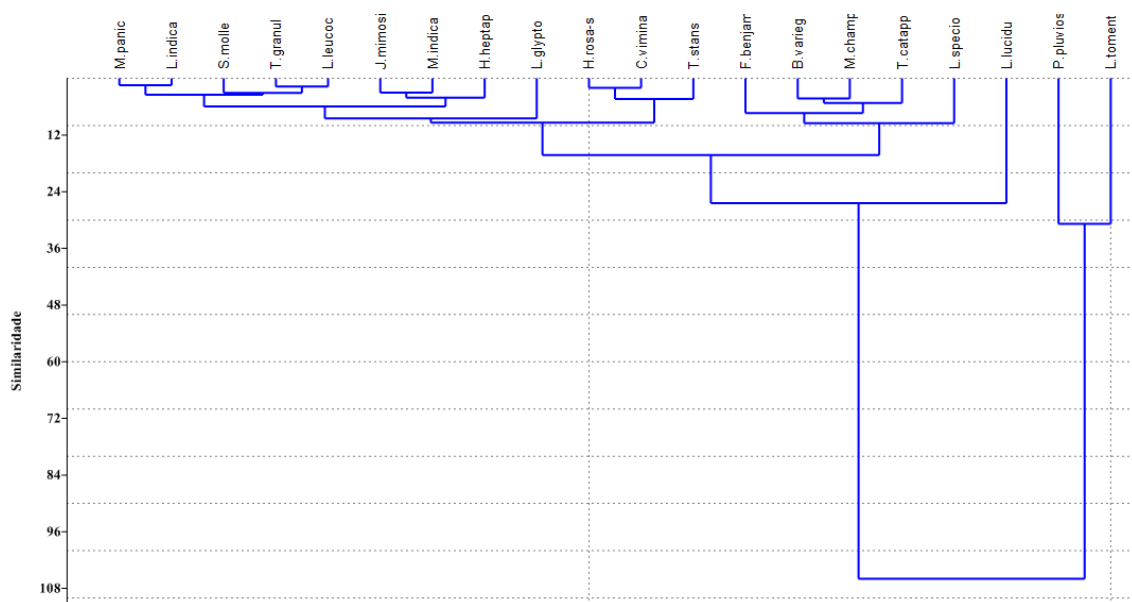 M.panic
L.indica
S.molle
T.granul
L.leucoc
J.mimosi
M.indica
H.heptap
L.glypto
H.rosa-s
C.vimina
T.stans
F.benjam
B.varieg
M.champ
T.catapp
L.specio
L.lucidu
P.pluvios
L.toment
12
24
36
48
60
72
84
96
108
Similaridade